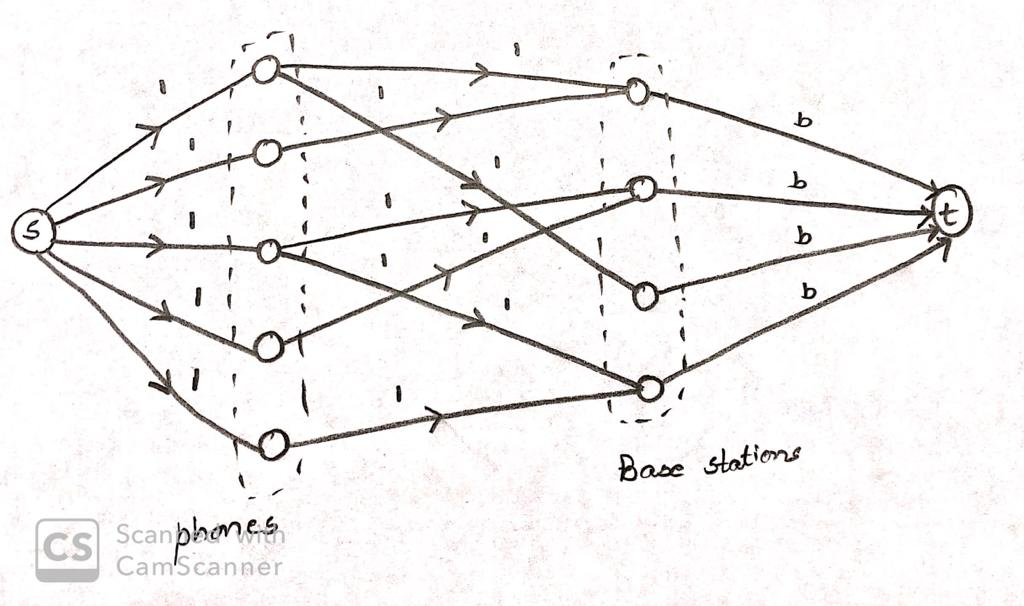 1
1 1
b
1 1
b
1
s 1 t
1 b
1
1 1 b
1 1
Base stations
phones
CS Scanned with
CamScanner